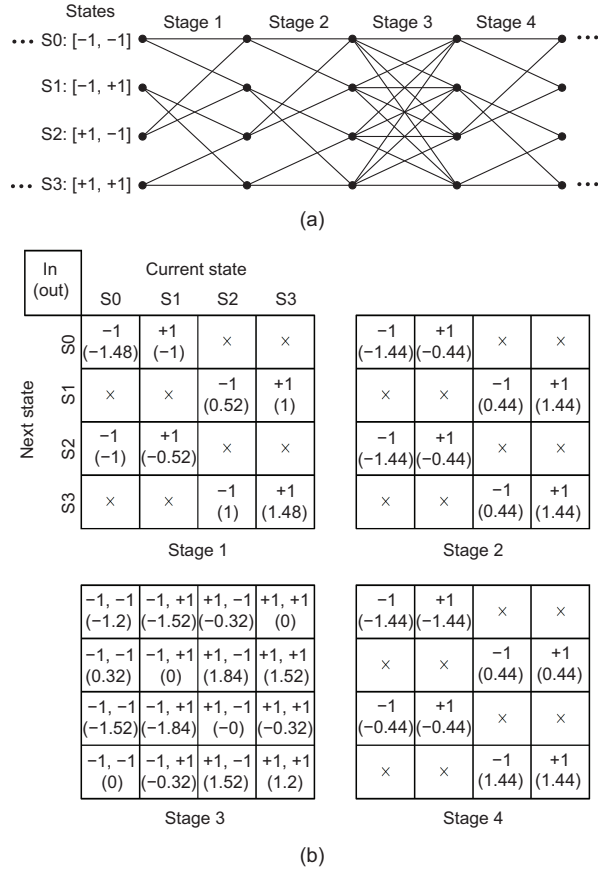 States
Stage 1 Stage 2 Stage 3 Stage 4
••• S0: [−1, −1] •••
S1: [−1, +1]
S2: [+1, −1]
••• S3: [+1, +1] •••
(a)
In
(out)
Current state
S0 S1 S2 S3
Next state
S0 S1 S2 S3
−1 +1 × ×
(−1.48) (−1)
× × −1 +1
(0.52) (1)
−1 +1 × ×
(−1) (−0.52)
× × −1 +1
(1) (1.48)
Stage 1
−1 +1 × ×
(−1.44) (−0.44)
× × −1 +1
(0.44) (1.44)
−1 +1 × ×
(−1.44) (−0.44)
× × −1 +1
(0.44) (1.44)
Stage 2
−1, −1 −1, +1 +1, −1 +1, +1
(−1.2) (−1.52) (−0.32) (0)
−1, −1 −1, +1 +1, −1 +1, +1
(0.32) (0) (1.84) (1.52)
−1, −1 −1, +1 +1, −1 +1, +1
(−1.52) (−1.84) (−0) (−0.32)
−1, −1 −1, +1 +1, −1 +1, +1
(0) (−0.32) (1.52) (1.2)
Stage 3
−1 +1 × ×
(−1.44) (−1.44)
× × −1 +1
(0.44) (0.44)
−1 +1 × ×
(−0.44) (−0.44)
× × −1 +1
(1.44) (1.44)
Stage 4
(b)